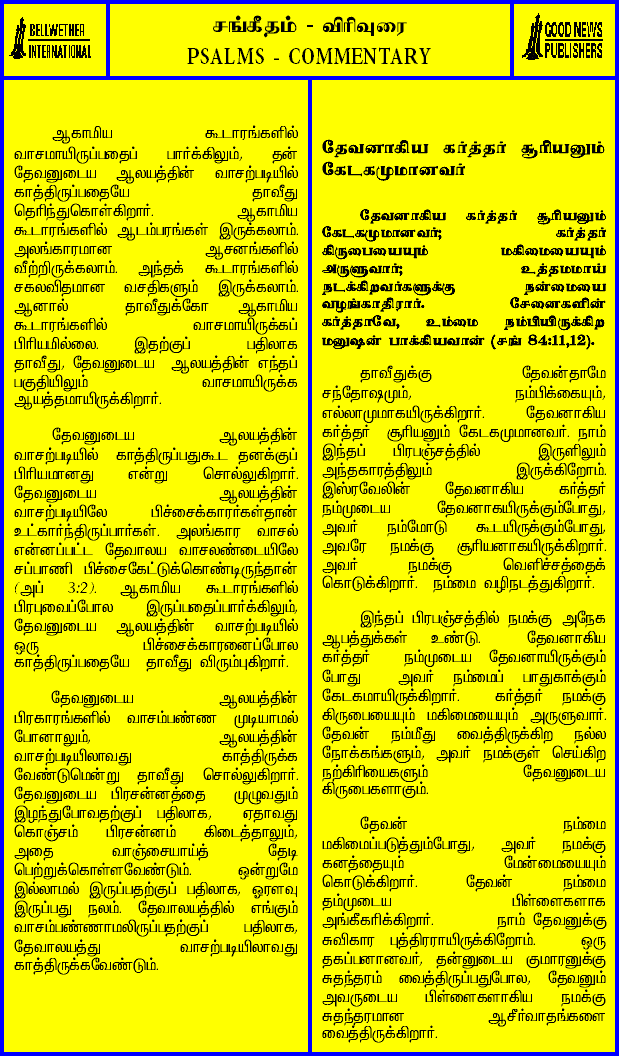 BELLWETHER
INTERNATIONAL
சங்கீதம் - விரிவுரை
PSALMS - COMMENTARY
GOOD NEWS
PUBLISHERS
ஆகாமிய கூடாரங்களில்
வாசமாயிருப்பதைப் பார்க்கிலும், தன்
தேவனுடைய ஆலயத்தின் வாசற்படியில்
காத்திருப்பதையே தாவீது
தெரிந்துகொள்கிறார். ஆகாமிய
கூடாரங்களில் ஆடம்பரங்கள் இருக்கலாம்.
அலங்காரமான ஆசனங்களில்
வீற்றிருக்கலாம். அந்தக் கூடாரங்களில்
சகலவிதமான வசதிகளும் இருக்கலாம்.
ஆனால் தாவீதுக்கோ ஆகாமிய
கூடாரங்களில் வாசமாயிருக்கப்
பிரியமில்லை. இதற்குப் பதிலாக
தாவீது, தேவனுடைய ஆலயத்தின் எந்தப்
பகுதியிலும் வாசமாயிருக்க
ஆயத்தமாயிருக்கிறார்.
தேவனுடைய ஆலயத்தின்
வாசற்படியில் காத்திருப்பதுகூட தனக்குப்
பிரியமானது என்று சொல்லுகிறார்.
தேவனுடைய ஆலயத்தின்
வாசற்படியிலே பிச்சைக்காரர்கள்தான்
உட்கார்ந்திருப்பார்கள். அலங்கார வாசல்
என்னப்பட்ட தேவாலய வாசலண்டையிலே
சப்பாணி பிச்சைகேட்டுக்கொண்டிருந்தான்
(அப் 3:2). ஆகாமிய கூடாரங்களில்
பிரபுவைப்போல இருப்பதைப்பார்க்கிலும்,
தேவனுடைய ஆலயத்தின் வாசற்படியில்
ஒரு பிச்சைக்காரனைப்போல
காத்திருப்பதையே தாவீது விரும்புகிறார்.
தேவனுடைய ஆலயத்தின்
பிரகாரங்களில் வாசம்பண்ண முடியாமல்
போனாலும், ஆலயத்தின்
வாசற்படியிலாவது காத்திருக்க
வேண்டுமென்று தாவீது சொல்லுகிறார்.
தேவனுடைய பிரசன்னத்தை முழுவதும்
இழந்துபோவதற்குப் பதிலாக, ஏதாவது
கொஞ்சம் பிரசன்னம் கிடைத்தாலும்,
அதை வாஞ்சையாய்த் தேடி
பெற்றுக்கொள்ளவேண்டும். ஒன்றுமே
இல்லாமல் இருப்பதற்குப் பதிலாக, ஓரளவு
இருப்பது நலம். தேவாலயத்தில் எங்கும்
வாசம்பண்ணாமலிருப்பதற்குப் பதிலாக,
தேவாலயத்து வாசற்படியிலாவது
காத்திருக்கவேண்டும்.
தேவனாகிய கர்த்தர் சூரியனும்
கேடகமுமானவர்
தேவனாகிய கர்த்தர் சூரியனும்
கேடகமுமானவர்; கர்த்தர்
கிருபையையும் மகிமையையும்
அருளுவார்; உத்தமமாய்
நடக்கிறவர்களுக்கு நன்மையை
வழங்காதிரார். சேனைகளின்
கர்த்தாவே, உம்மை நம்பியிருக்கிற
மனுஷன் பாக்கியவான் (சங் 84:11,12).
தாவீதுக்கு தேவன்தாமே
சந்தோஷமும், நம்பிக்கையும்,
எல்லாமுமாகயிருக்கிறார். தேவனாகிய
கர்த்தர் சூரியனும் கேடகமுமானவர். நாம்
இந்தப் பிரபஞ்சத்தில் இருளிலும்
அந்தகாரத்திலும் இருக்கிறோம்.
இஸ்ரவேலின் தேவனாகிய கர்த்தர்
நம்முடைய தேவனாகயிருக்கும்போது,
அவர் நம்மோடு கூடயிருக்கும்போது,
அவரே நமக்கு சூரியனாகயிருக்கிறார்.
அவர் நமக்கு வெளிச்சத்தைக்
கொடுக்கிறார். நம்மை வழிநடத்துகிறார்.
இந்தப் பிரபஞ்சத்தில் நமக்கு அநேக
ஆபத்துக்கள் உண்டு. தேவனாகிய
கர்த்தர் நம்முடைய தேவனாயிருக்கும்
போது அவர் நம்மைப் பாதுகாக்கும்
கேடகமாயிருக்கிறார். கர்த்தர் நமக்கு
கிருபையையும் மகிமையையும் அருளுவார்.
தேவன் நம்மீது வைத்திருக்கிற நல்ல
நோக்கங்களும், அவர் நமக்குள் செய்கிற
நற்கிரியைகளும் தேவனுடைய
கிருபைகளாகும்.
தேவன் நம்மை
மகிமைப்படுத்தும்போது, அவர் நமக்கு
கனத்தையும் மேன்மையையும்
கொடுக்கிறார். தேவன் நம்மை
தம்முடைய பிள்ளைகளாக
அங்கீகரிக்கிறார். நாம் தேவனுக்கு
சுவிகார புத்திரராயிருக்கிறோம். ஒரு
தகப்பனானவர், தன்னுடைய குமாரனுக்கு
சுதந்தரம் வைத்திருப்பதுபோல, தேவனும்
அவருடைய பிள்ளைகளாகிய நமக்கு
சுதந்தரமான ஆசீர்வாதங்களை
வைத்திருக்கிறார்.